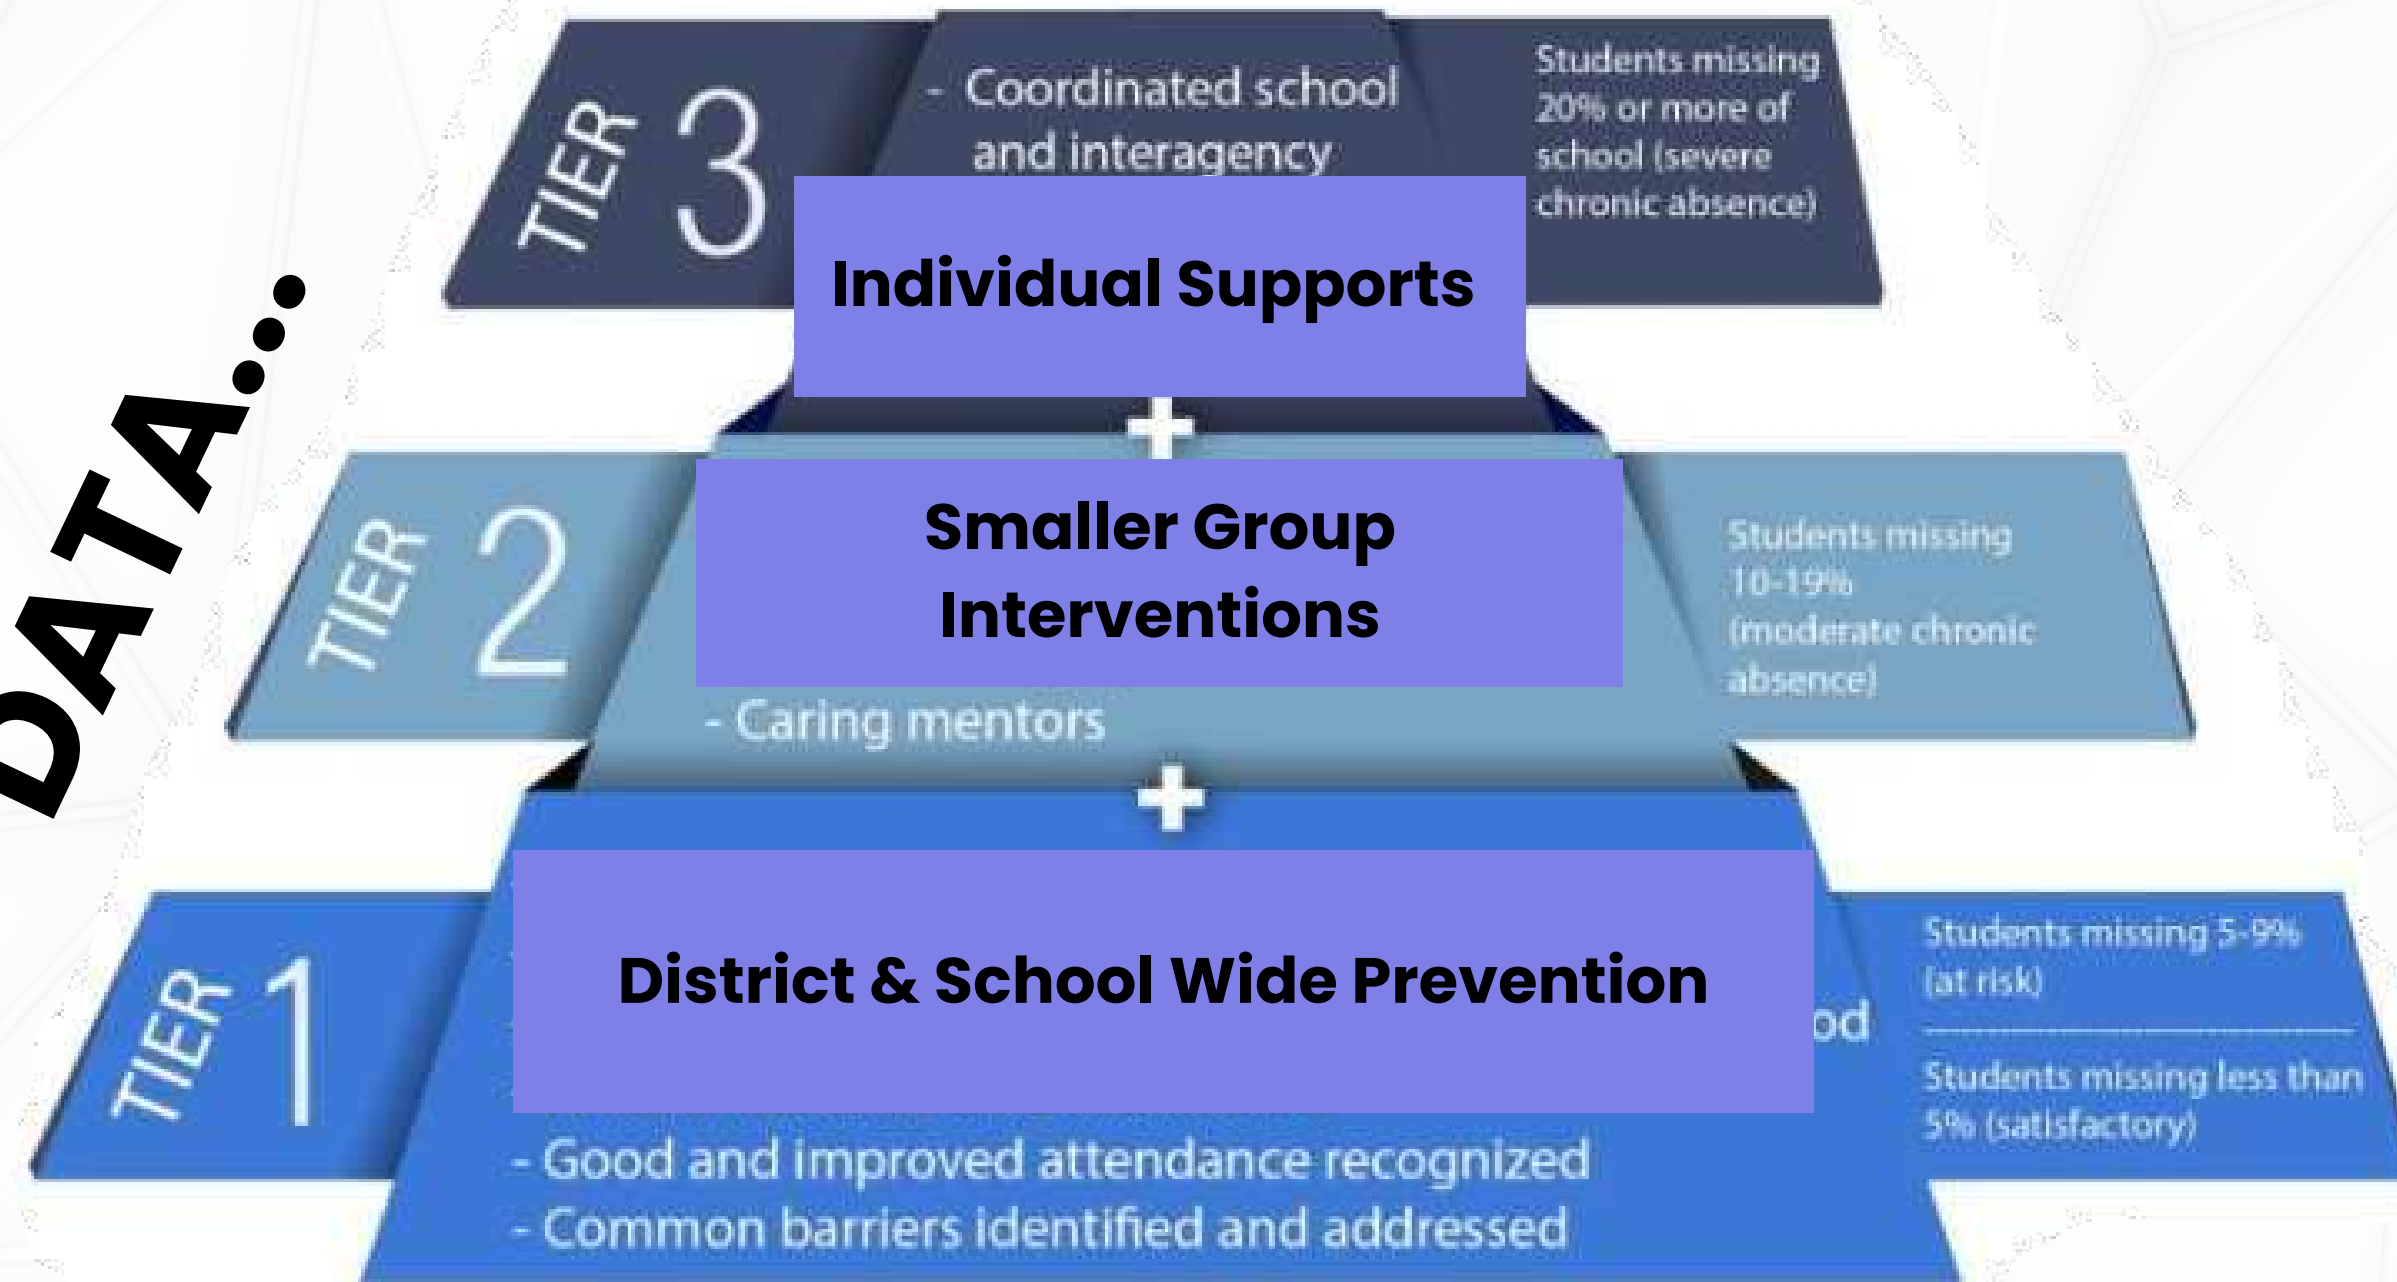 DATA...
TIER 3
- Coordinated school
and interagency
Individual Supports
Students missing
20% or more of
school (severe
chronic absence)
+
TIER 2
Smaller Group
Interventions
- Caring mentors
Students missing
10-19%
(moderate chronic
absence)
+
TIER 1
District & School Wide Prevention
od
- Good and improved attendance recognized
- Common barriers identified and addressed
Students missing 5-9%
(at risk)
Students missing less than
5% (satisfactory)